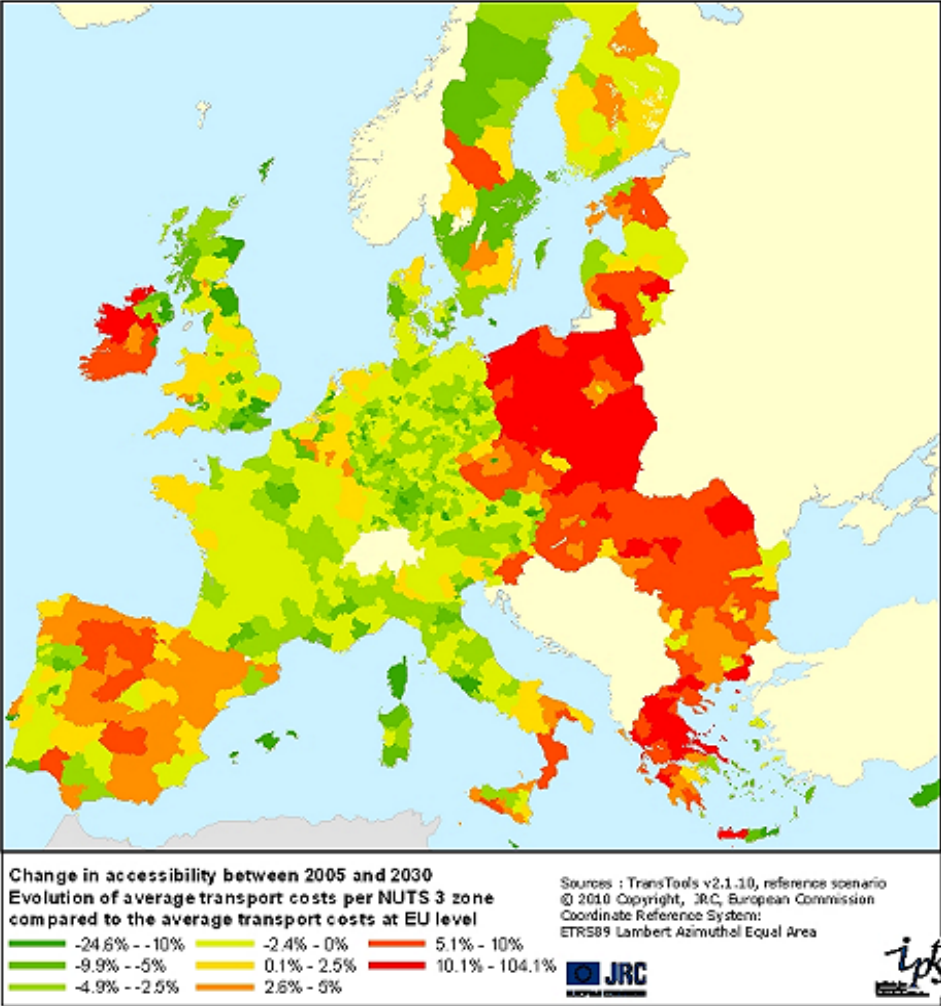 Change in accessibility between 2005 and 2030
Evolution of average transport costs per NUTS 3 zone
compared to the average transport costs at EU level
-24.6% - -10%
-9.9% - -5%
-4.9% - -2.5%
-2.4% - 0%
0.1% - 2.5%
2.6% - 5%
5.1% - 10%
10.1% - 104.1%
Sources : TransTools v2.1.10, reference scenario
© 2010 Copyright, JRC, European Commission
Coordinate Reference System:
ETRS89 Lambert Azimuthal Equal Area
JRC
EUROPEAN COMMISSION
ipts